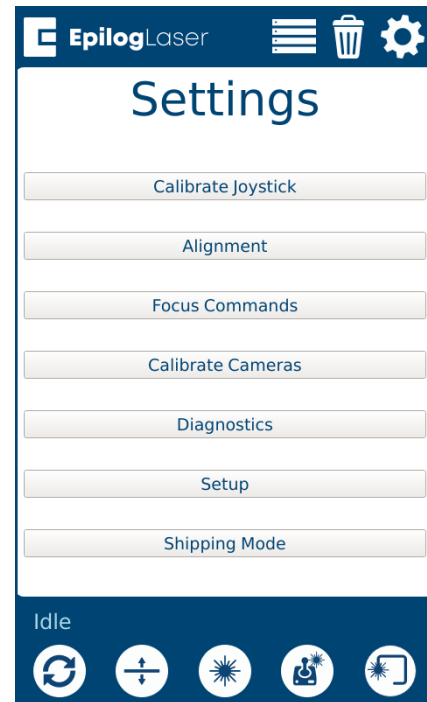 EpilogLaser
Settings
Calibrate Joystick
Alignment
Focus Commands
Calibrate Cameras
Diagnostics
Setup
Shipping Mode
Idle